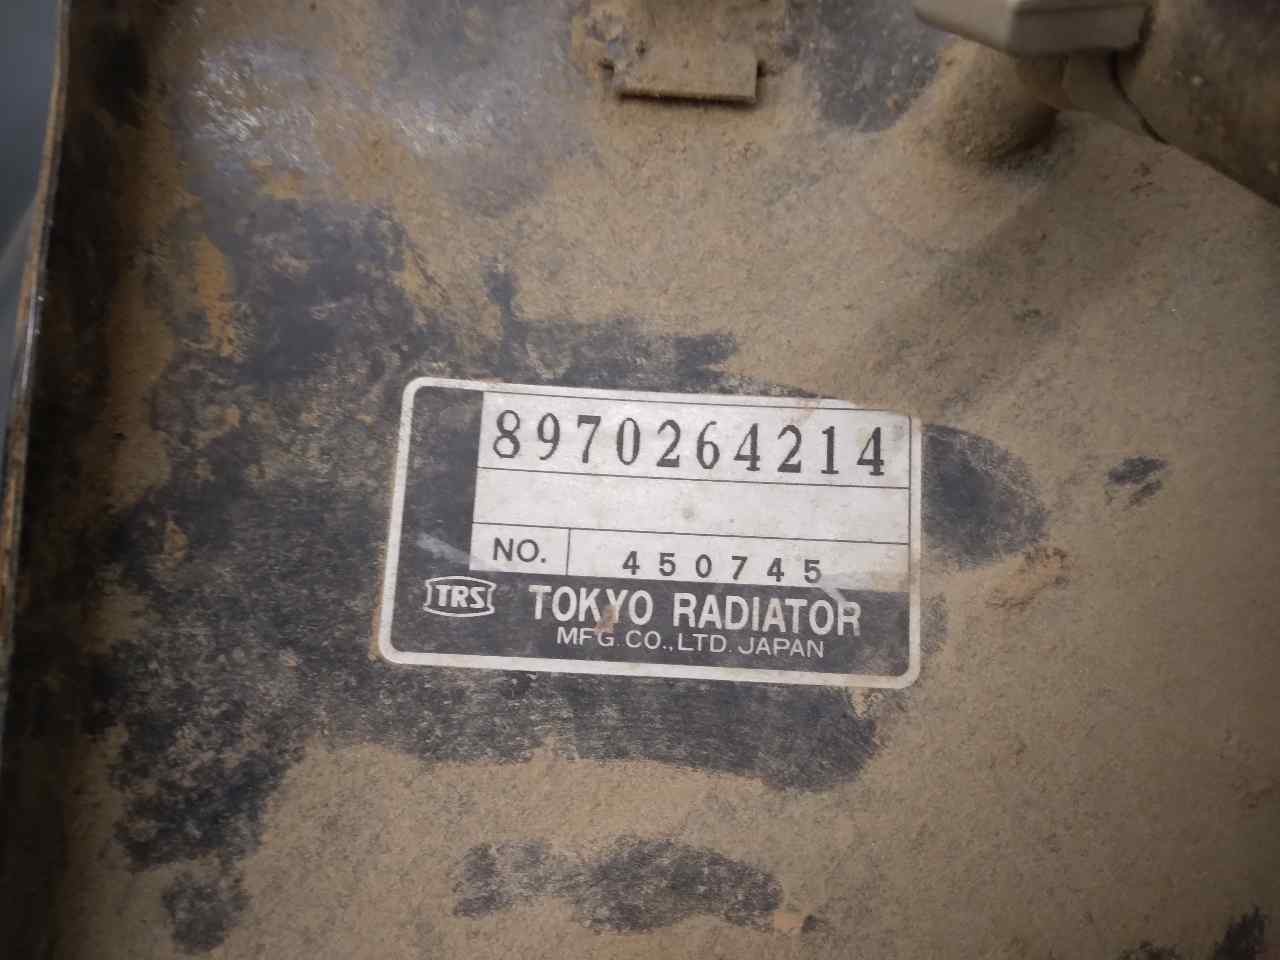 8970264214
NO. 450745
TRS TOKYO RADIATOR
MFG. CO., LTD. JAPAN